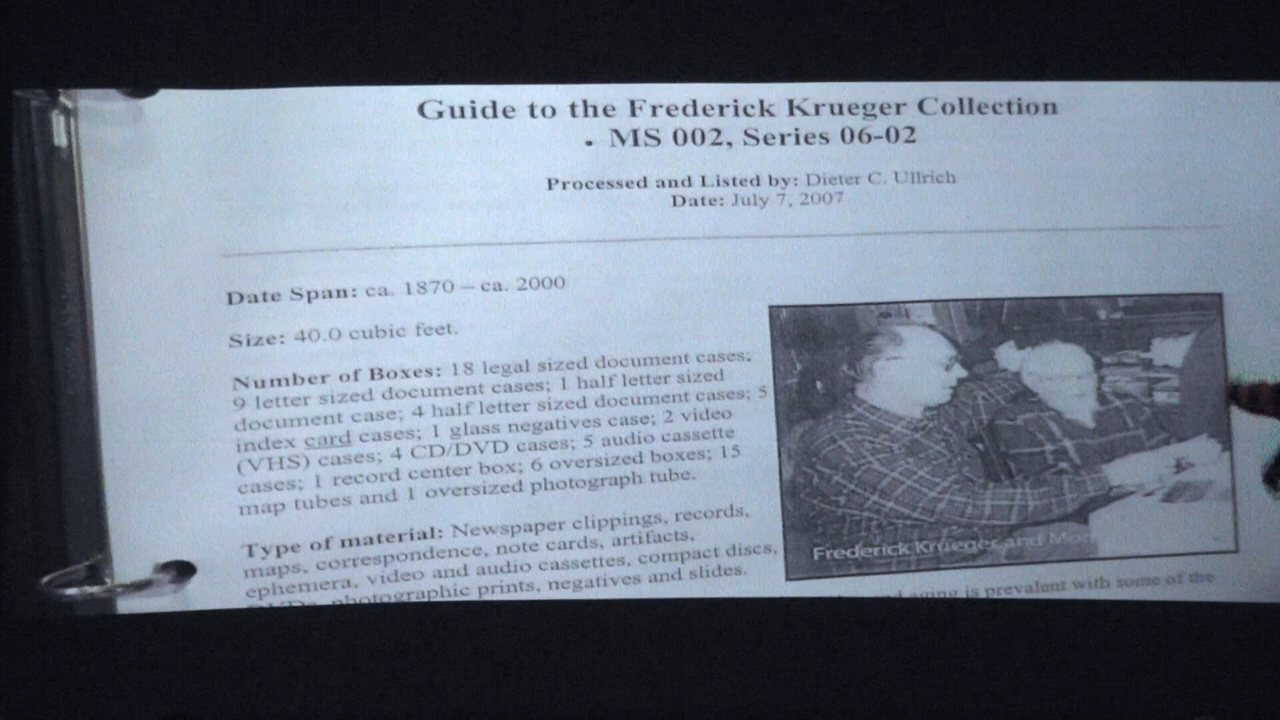 Guide to the Frederick Krueger Collection
• MS 002, Series 06-02
Processed and Listed by: Dieter C. Ullrich
Date: July 7, 2007
Date Span: ca. 1870 – ca. 2000
Size: 40.0 cubic feet.
Number of Boxes: 18 legal sized document cases;
9 letter sized document cases; 1 half letter sized
document case; 4 half letter sized document cases; 5
index card cases; 1 glass negatives case; 2 video
(VHS) cases; 4 CD/DVD cases; 5 audio cassette
cases; 1 record center box; 6 oversized boxes; 15
map tubes and 1 oversized photograph tube.
Type of material: Newspaper clippings, records,
maps, correspondence, note cards, artifacts,
ephemera, video and audio cassettes, compact discs,
DVDs, photographic prints, negatives and slides.
Frederick Krueger and
aging is prevalent with some of the